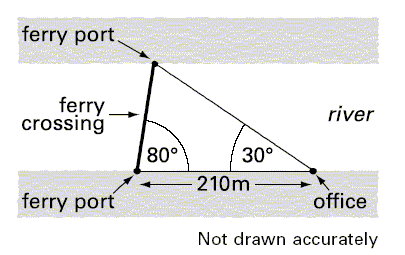 ferry port
ferry
crossing
river
80°
30°
210m
ferry port
office
Not drawn accurately